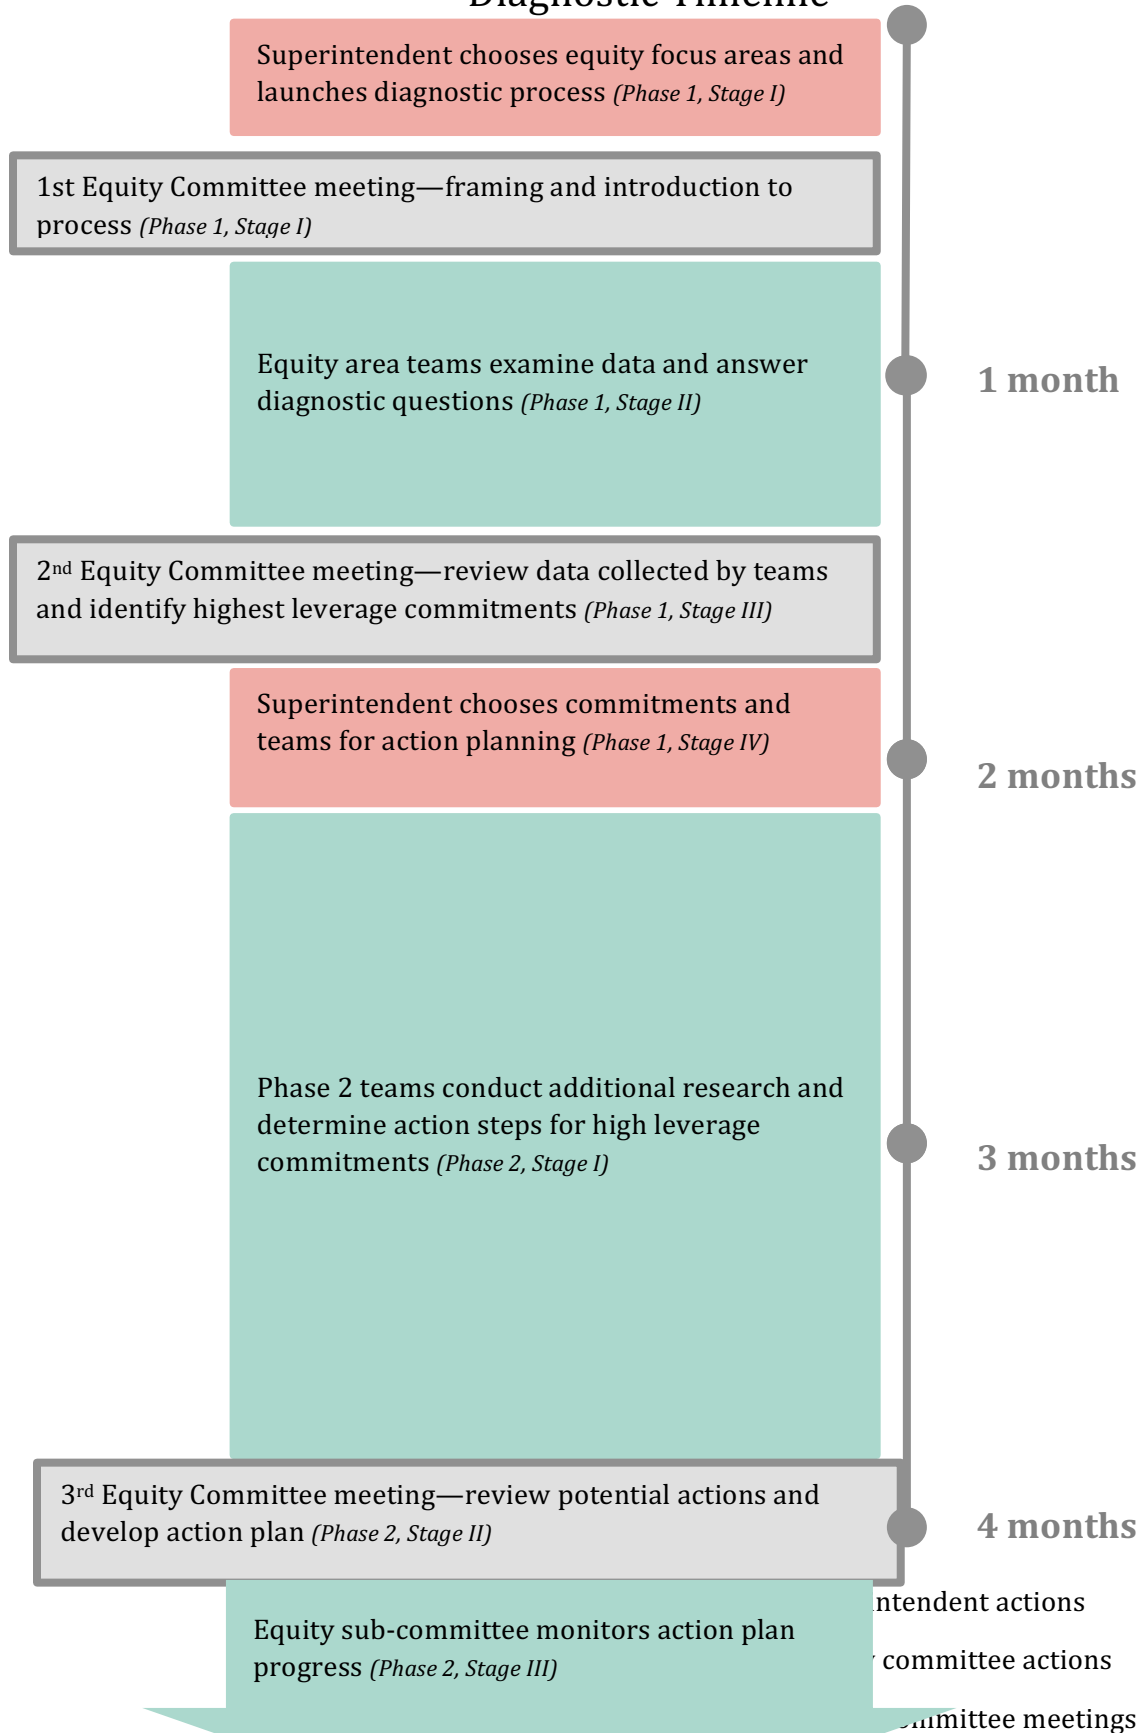 Diagnostic Timeline
Superintendent chooses equity focus areas and
launches diagnostic process (Phase 1, Stage I)
1st Equity Committee meeting—framing and introduction to
process (Phase 1, Stage I)
Equity area teams examine data and answer
diagnostic questions (Phase 1, Stage II)
1 month
2nd Equity Committee meeting—review data collected by teams
and identify highest leverage commitments (Phase 1, Stage III)
Superintendent chooses commitments and
teams for action planning (Phase 1, Stage IV)
2 months
Phase 2 teams conduct additional research and
determine action steps for high leverage
commitments (Phase 2, Stage I)
3 months
3rd Equity Committee meeting—review potential actions and
develop action plan (Phase 2, Stage II)
4 months
Equity sub-committee monitors action plan
progress (Phase 2, Stage III)
intendent actions
committee actions
mmittee meetings